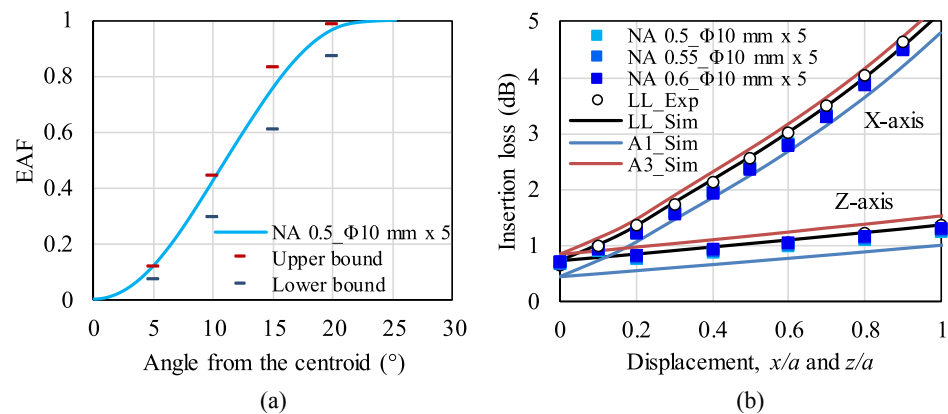 1
0.8
0.6
0.4
0.2
0
EAF
NA 0.5_Φ10 mm x 5
Upper bound
Lower bound
0 5 10 15 20 25 30
Angle from the centroid (°)
(a)
5
4
3
2
1
0
Insertion loss (dB)
NA 0.5_Φ10 mm x 5
NA 0.55_Φ10 mm x 5
NA 0.6_Φ10 mm x 5
LL_Exp
LL_Sim
A1_Sim
A3_Sim
X-axis
Z-axis
0 0.2 0.4 0.6 0.8 1
Displacement, x/a and z/a
(b)